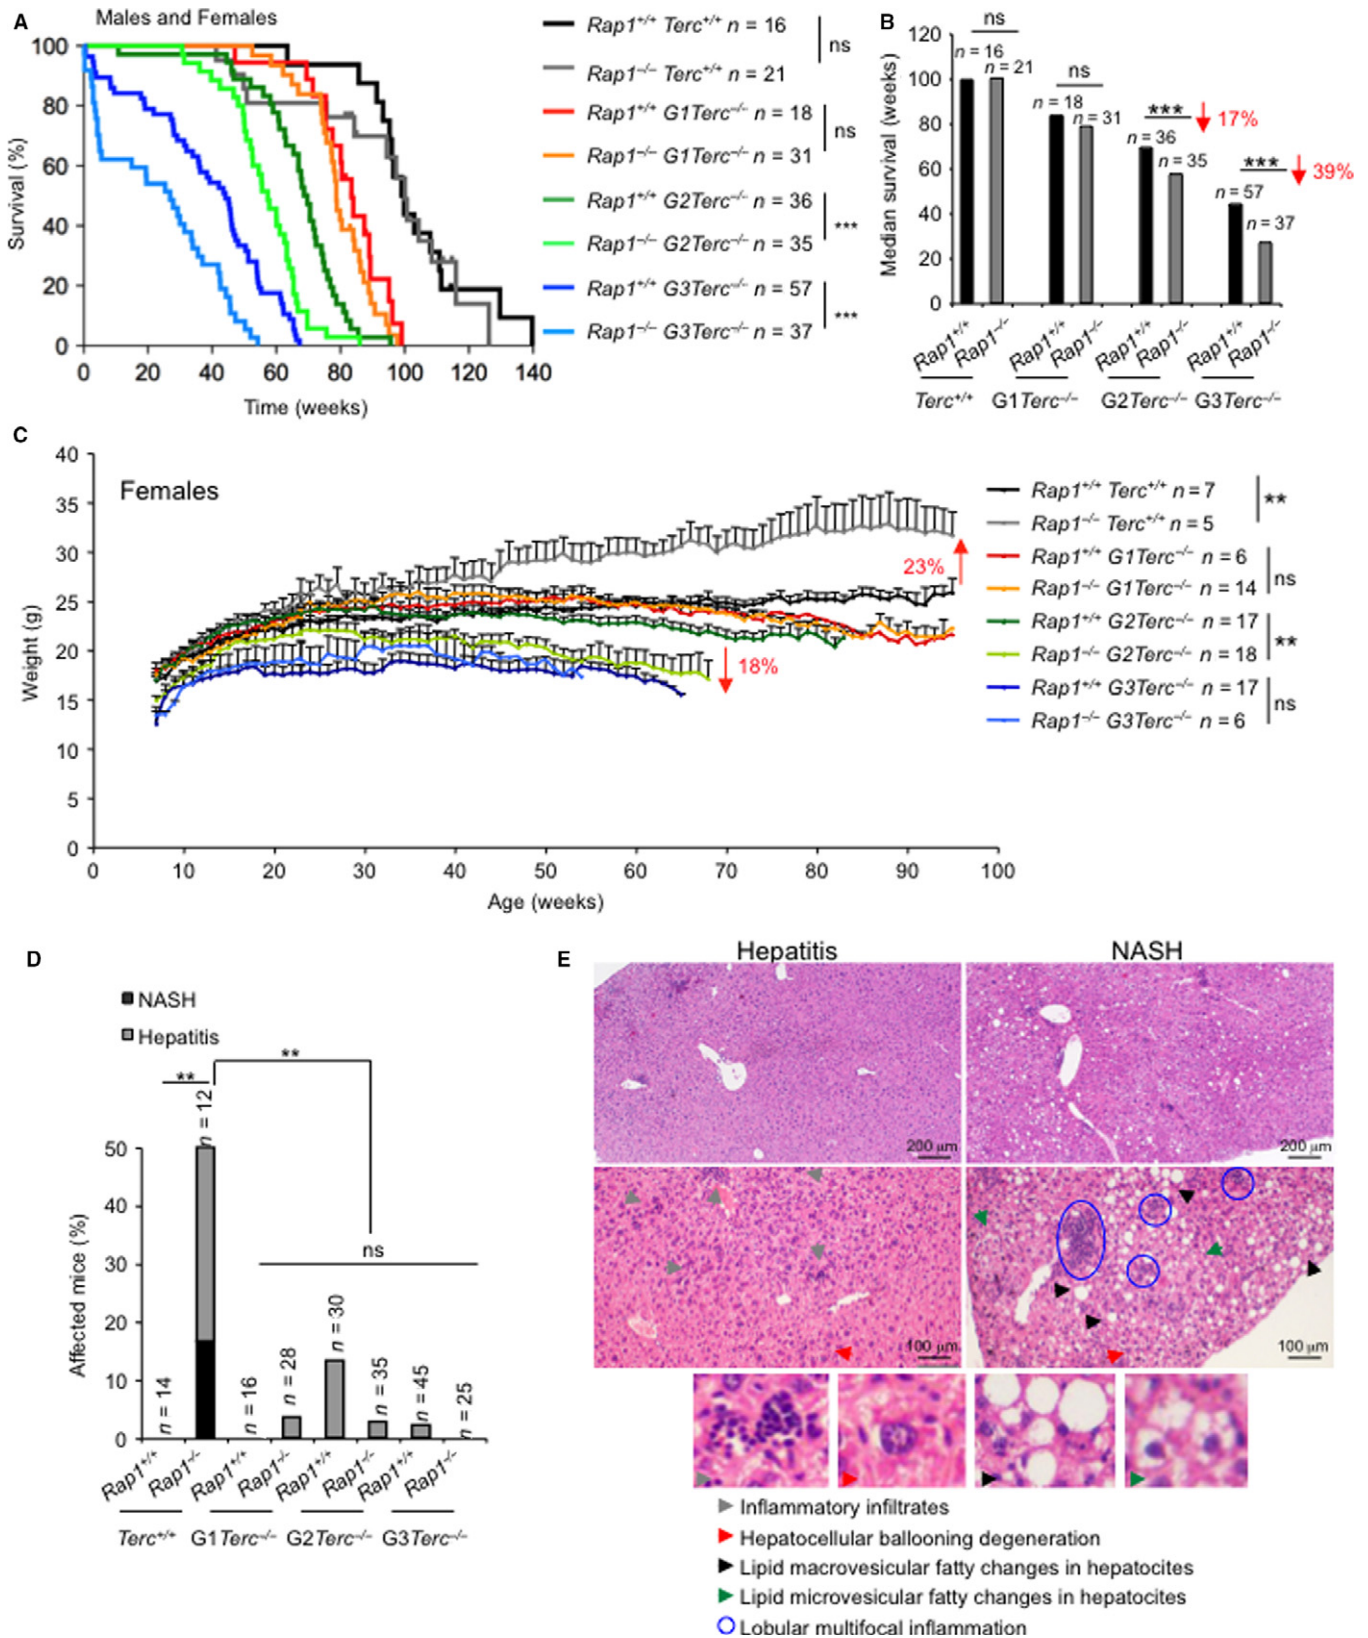 A
Males and Females
Survival (%)
100
80
60
40
20
0
0 20 40 60 80 100 120 140
Time (weeks)
Rap1+/+ Terc+/+ n = 16
Rap1−/− Terc+/+ n = 21
ns
Rap1+/+ G1Terc−/− n = 18
Rap1−/− G1Terc−/− n = 31
ns
Rap1+/+ G2Terc−/− n = 36
Rap1−/− G2Terc−/− n = 35
***
Rap1+/+ G3Terc−/− n = 57
Rap1−/− G3Terc−/− n = 37
***
B
Median survival (weeks)
120
100
80
60
40
20
0
ns
n = 16
n = 21
ns
n = 18
n = 31
***
17%
n = 36
n = 35
***
39%
n = 57
n = 37
Rap1+/+ Rap1−/− Rap1+/+ Rap1−/− Rap1+/+ Rap1−/− Rap1+/+ Rap1−/−
Terc+/+ G1Terc−/− G2Terc−/− G3Terc−/−
C
Females
Weight (g)
40
35
30
25
20
15
10
5
0
0 10 20 30 40 50 60 70 80 90 100
Age (weeks)
23%
18%
Rap1+/+ Terc+/+ n = 7
Rap1−/− Terc+/+ n = 5
**
Rap1+/+ G1Terc−/− n = 6
Rap1−/− G1Terc−/− n = 14
ns
Rap1+/+ G2Terc−/− n = 17
Rap1−/− G2Terc−/− n = 18
**
Rap1+/+ G3Terc−/− n = 17
Rap1−/− G3Terc−/− n = 6
ns
D
NASH
Hepatitis
Affected mice (%)
50
40
30
20
10
0
**
**
ns
n = 14
n = 12
n = 16
n = 28
n = 30
n = 35
n = 45
n = 25
Rap1+/+ Rap1−/− Rap1+/+ Rap1−/− Rap1+/+ Rap1−/− Rap1+/+ Rap1−/−
Terc+/+ G1Terc−/− G2Terc−/− G3Terc−/−
E
Hepatitis NASH
200 µm 200 µm
100 µm 100 µm
Inflammatory infiltrates
Hepatocellular ballooning degeneration
Lipid macrovesicular fatty changes in hepatocites
Lipid microvesicular fatty changes in hepatocites
Lobular multifocal inflammation